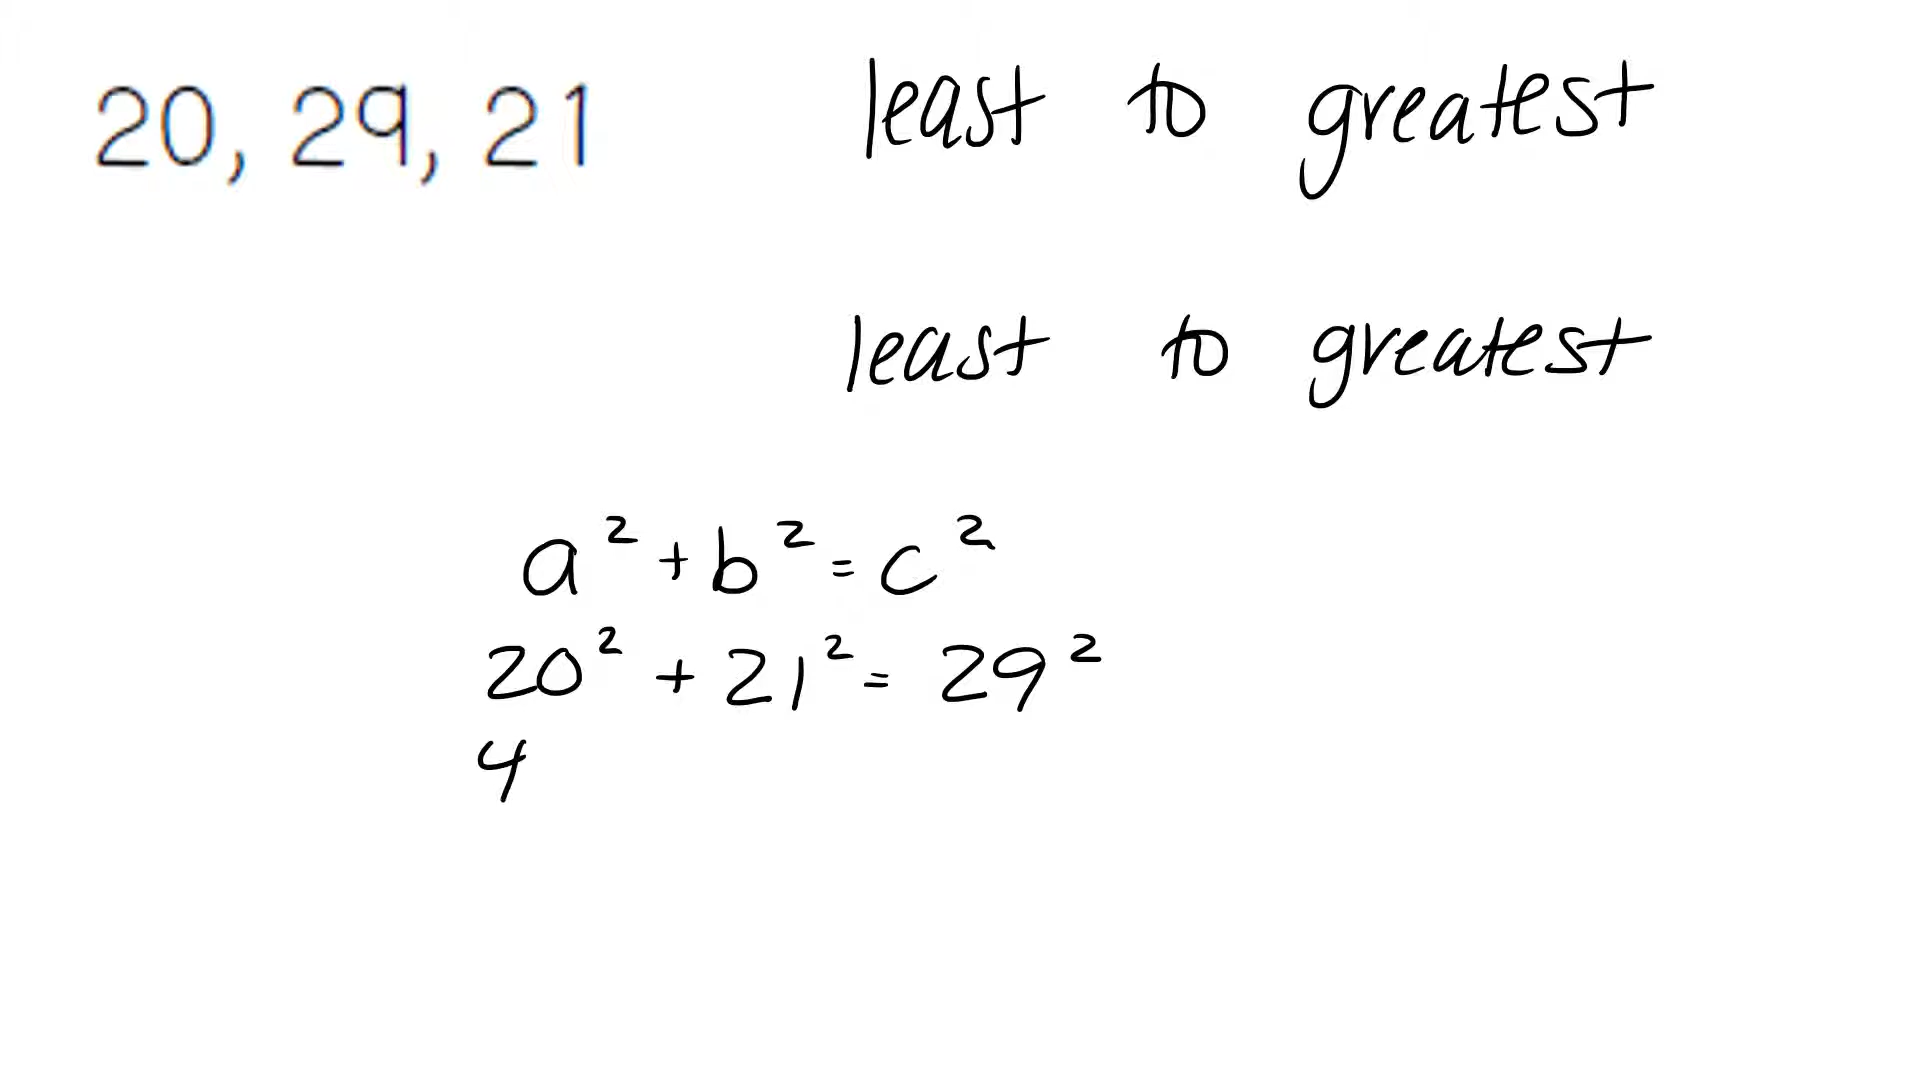 20, 29, 21 least to greatest
least to greatest
a² + b² = c²
20² + 21² = 29²
4